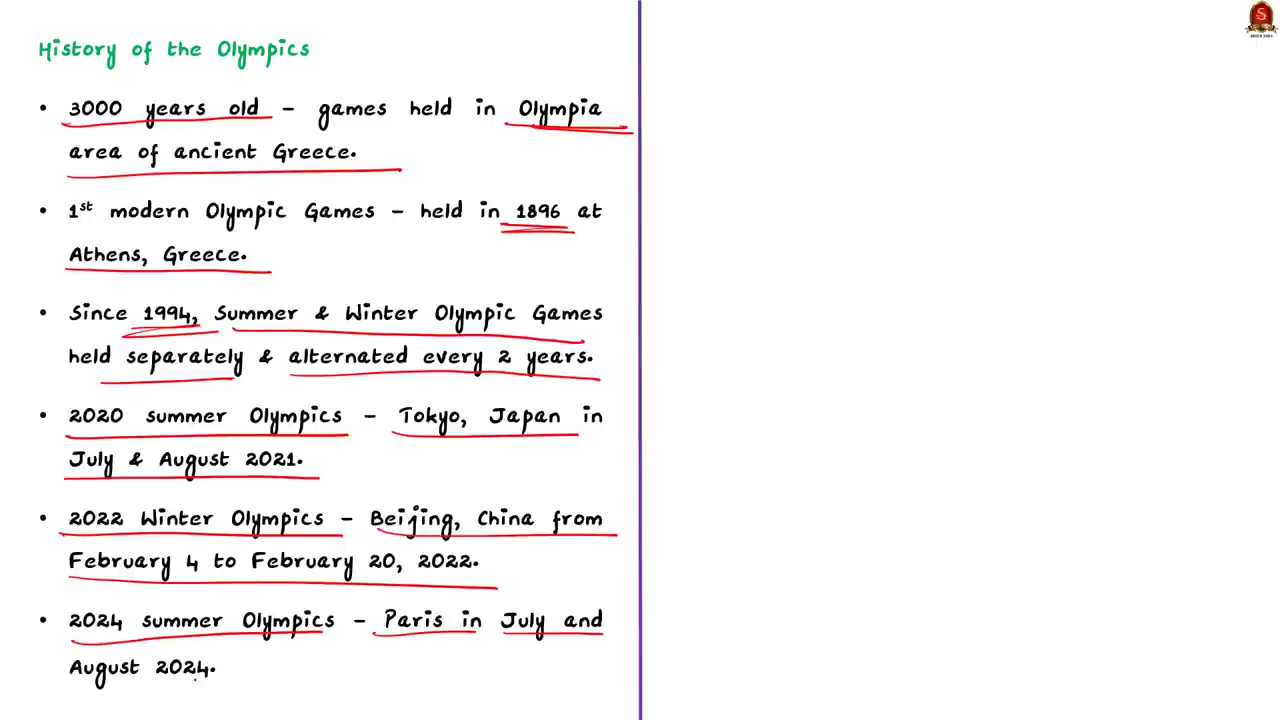 History of the Olympics
• 3000 years old – games held in Olympia
area of ancient Greece.
• 1st modern Olympic Games – held in 1896 at
Athens, Greece.
• Since 1994, Summer & Winter Olympic Games
held separately & alternated every 2 years.
• 2020 summer Olympics – Tokyo, Japan in
July & August 2021.
• 2022 Winter Olympics – Beijing, China from
February 4 to February 20, 2022.
• 2024 summer Olympics – Paris in July and
August 2024.